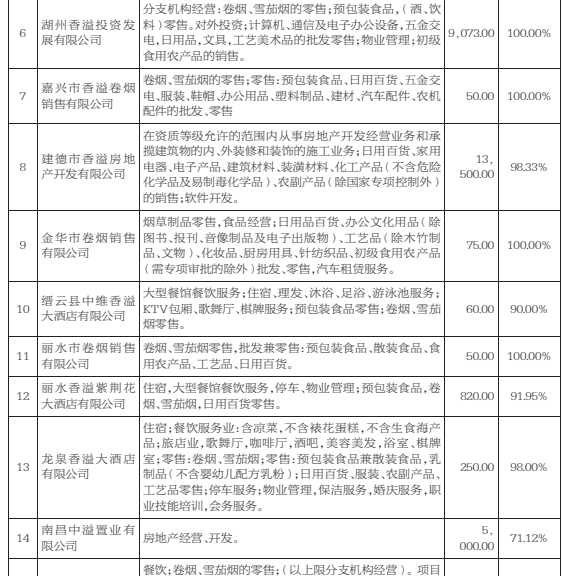 分支机构经营:卷烟、雪茄烟的零售;预包装食品,(酒、饮
料)零售。对外投资;计算机、通信及电子办公设备,五金交
电,日用品,文具,工艺美术品的批发零售;物业管理;初级
食用农产品的销售。
6
湖州香溢投资发
展有限公司
9,073.00
100.00%
7
嘉兴市香溢卷烟
销售有限公司
卷烟、雪茄烟的零售;零售:预包装食品、日用百货、五金交
电、服装、鞋帽、办公用品、塑料制品、建材、汽车配件、农机
配件的批发、零售
50.00
100.00%
8
建德市香溢房地
产开发有限公司
在资质等级允许的范围内从事房地产开发经营业务和承
揽建筑物的内、外装修和装饰的施工业务;日用百货、家用
电器、电子产品、建筑材料、装潢材料、化工产品(不含危险
化学品及易制毒化学品)、农副产品(除国家专项控制外)
的销售;软件开发。
13,
500.00
98.33%
9
金华市卷烟销售
有限公司
烟草制品零售,食品经营;日用品百货、办公文化用品(除
图书、报刊、音像制品及电子出版物)、工艺品(除木竹制
品、文物)、化妆品、厨房用具、针纺织品、初级食用农产品
(需专项审批的除外)批发、零售,汽车租赁服务。
75.00
100.00%
10
缙云县中维香溢
大酒店有限公司
大型餐馆餐饮服务;住宿、理发、沐浴、足浴、游泳池服务;
KTV包厢、歌舞厅、棋牌服务;预包装食品零售;卷烟、雪茄
烟零售。
60.00
90.00%
11
丽水市卷烟销售
有限公司
卷烟、雪茄烟零售,批发兼零售:预包装食品、散装食品、食
用农产品、工艺品、日用百货。
50.00
100.00%
12
丽水香溢紫荆花
大酒店有限公司
住宿,大型餐馆餐饮服务,停车、物业管理;预包装食品,卷
烟、雪茄烟,日用百货零售。
820.00
91.95%
13
龙泉香溢大酒店
有限公司
住宿;餐饮服务业:含凉菜,不含裱花蛋糕,不含生食海产
品;旅店业,歌舞厅,咖啡厅,酒吧,美容美发,浴室、棋牌
室;零售:卷烟、雪茄烟;零售:预包装食品兼散装食品,乳
制品(不含婴幼儿配方乳粉);日用百货、服装、农副产品、
工艺品零售;停车服务;物业管理,保洁服务,婚庆服务,职
业技能培训,会务服务。
250.00
98.00%
14
南昌中溢置业有
限公司
房地产经营、开发。
5,
000.00
71.12%
餐饮;卷烟、雪茄烟的零售;(以上限分支机构经营)。项目